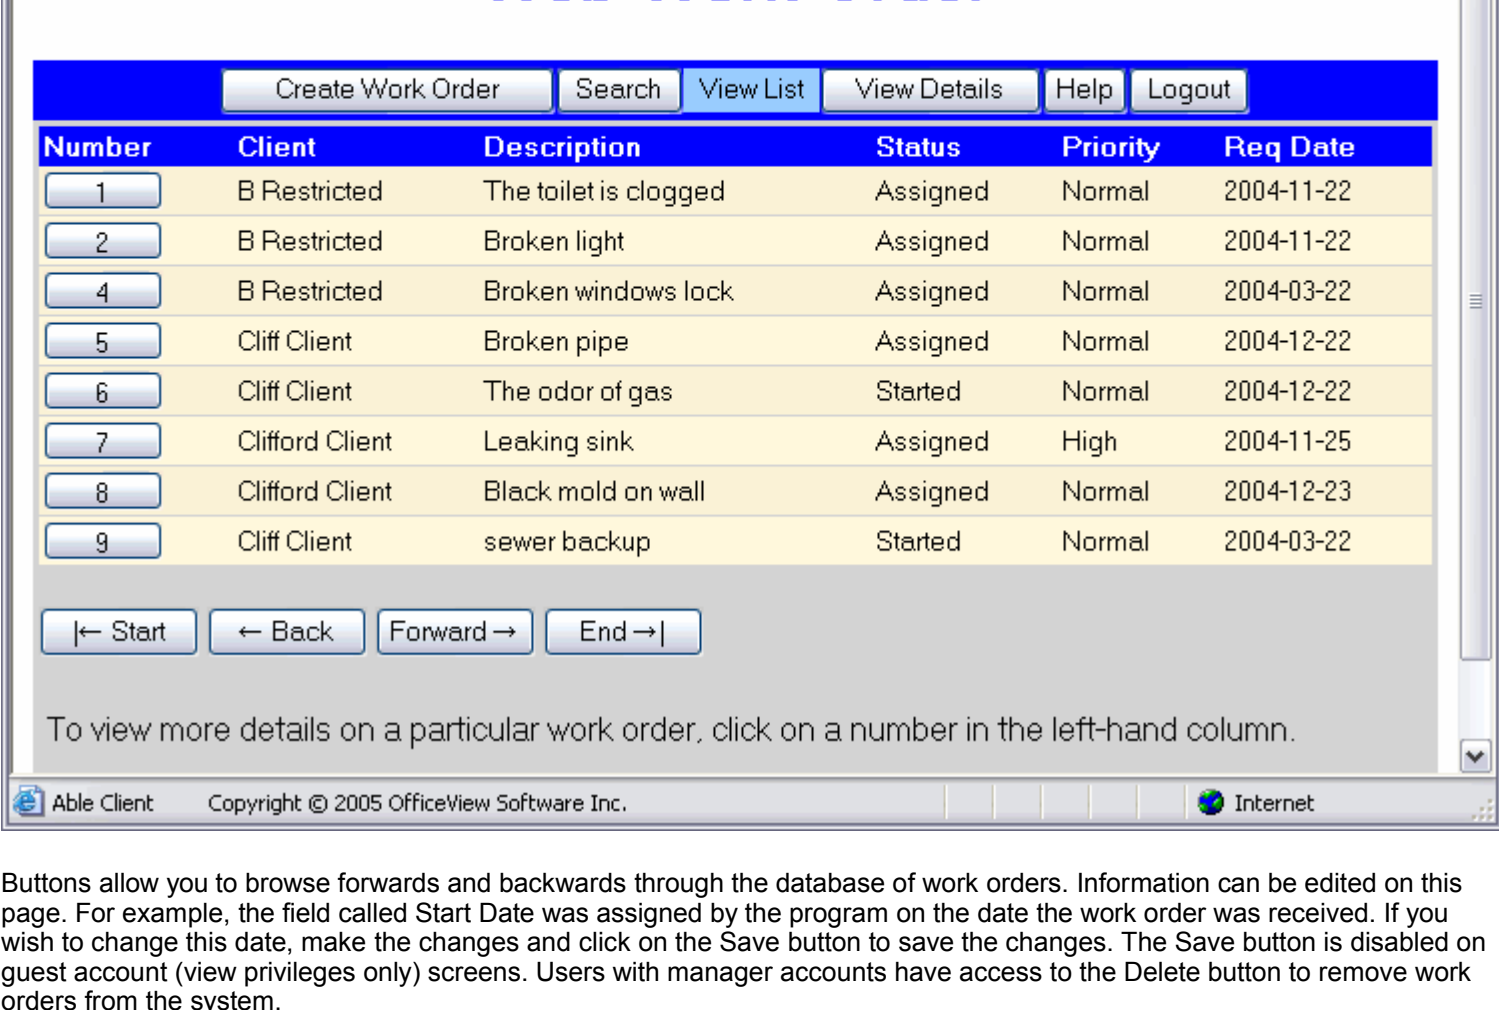 Create Work Order Search View List View Details Help Logout
Number Client Description Status Priority Req Date
1 B Restricted The toilet is clogged Assigned Normal 2004-11-22
2 B Restricted Broken light Assigned Normal 2004-11-22
4 B Restricted Broken windows lock Assigned Normal 2004-03-22
5 Cliff Client Broken pipe Assigned Normal 2004-12-22
6 Cliff Client The odor of gas Started Normal 2004-12-22
7 Clifford Client Leaking sink Assigned High 2004-11-25
8 Clifford Client Black mold on wall Assigned Normal 2004-12-23
9 Cliff Client sewer backup Started Normal 2004-03-22
|← Start ← Back Forward → End →|
To view more details on a particular work order, click on a number in the left-hand column.
Able Client Copyright © 2005 OfficeView Software Inc. Internet
Buttons allow you to browse forwards and backwards through the database of work orders. Information can be edited on this
page. For example, the field called Start Date was assigned by the program on the date the work order was received. If you
wish to change this date, make the changes and click on the Save button to save the changes. The Save button is disabled on
guest account (view privileges only) screens. Users with manager accounts have access to the Delete button to remove work
orders from the system.